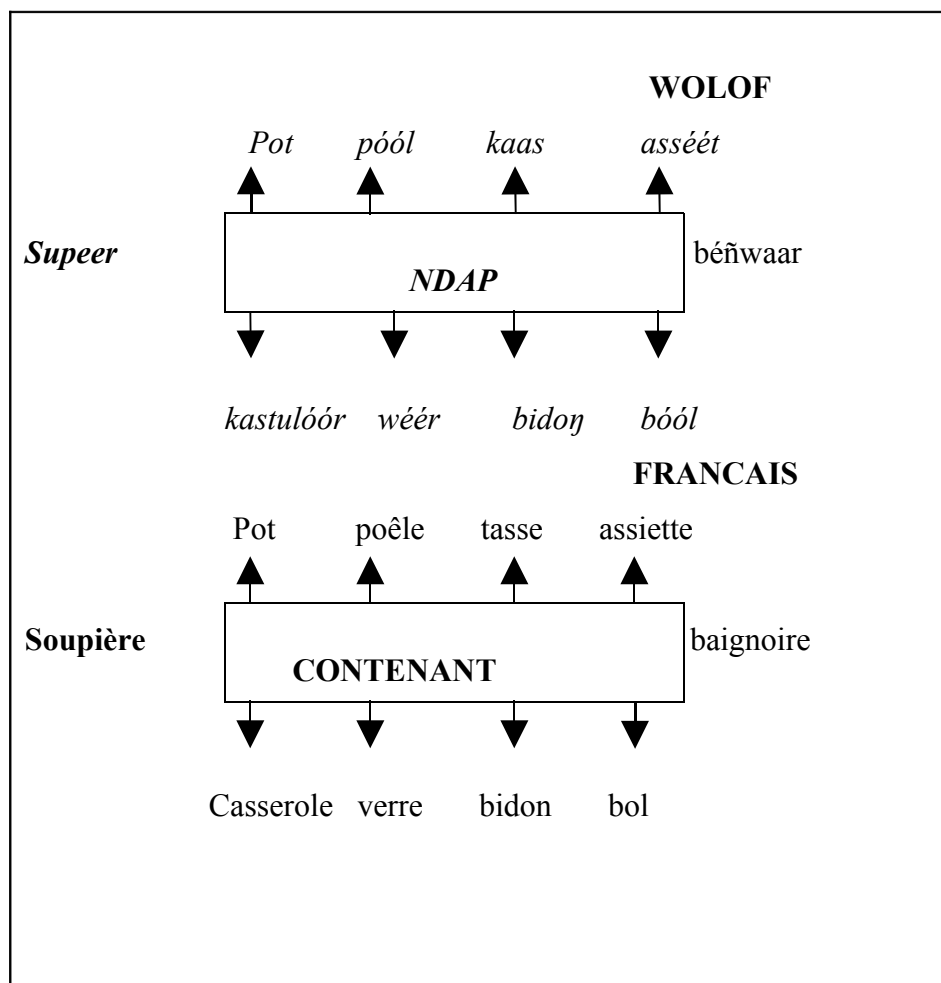 WOLOF
Pot póól kaas asséét
Supeer béñwaar
NDAP
kastulóór wéér bidoŋ bóól
FRANCAIS
Pot poêle tasse assiette
Soupière baignoire
CONTENANT
Casserole verre bidon bol